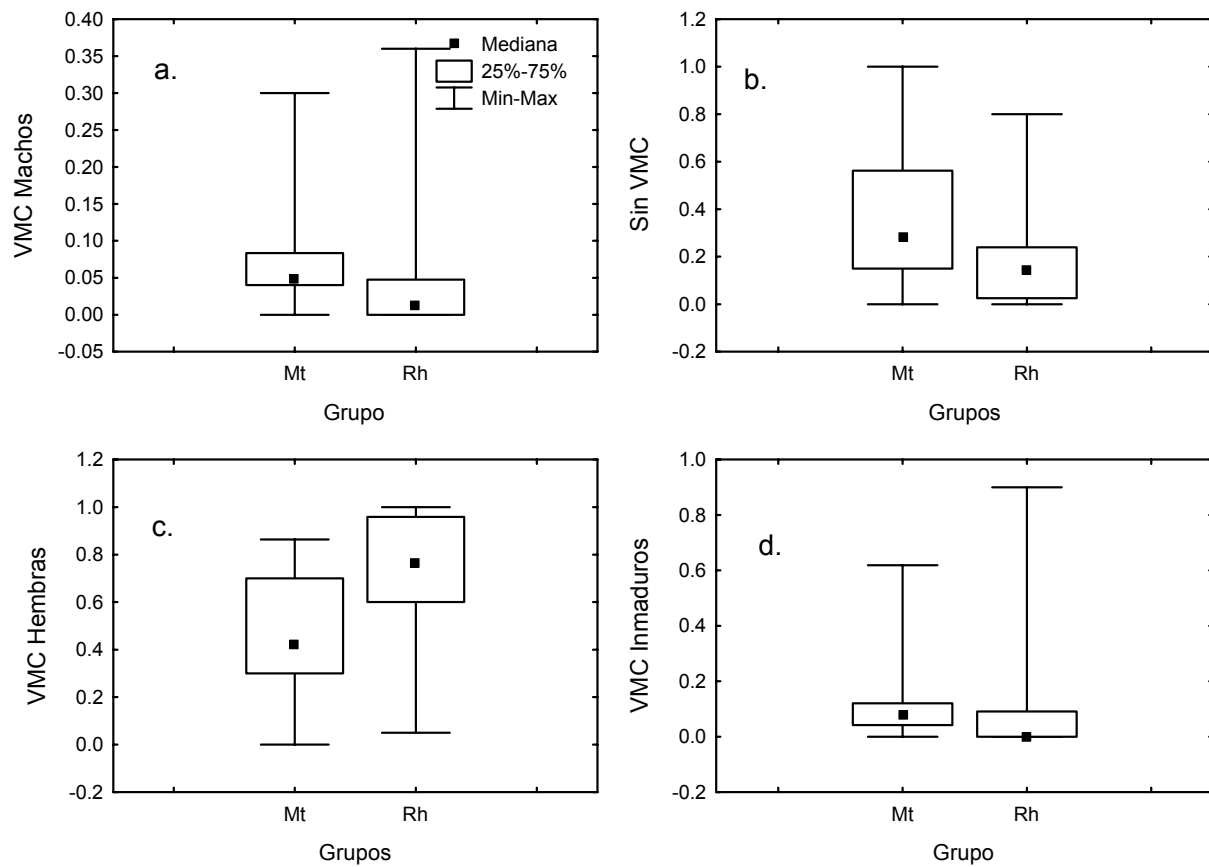 a.
Mediana
25%-75%
Min-Max
0.40
0.35
0.30
0.25
0.20
0.15
0.10
0.05
0.00
-0.05
VMC Machos
Mt Rh
Grupo
b.
1.2
1.0
0.8
0.6
0.4
0.2
0.0
-0.2
Sin VMC
Mt Rh
Grupos
c.
1.2
1.0
0.8
0.6
0.4
0.2
0.0
-0.2
VMC Hembras
Mt Rh
Grupos
d.
1.0
0.8
0.6
0.4
0.2
0.0
-0.2
VMC Inmaduros
Mt Rh
Grupo